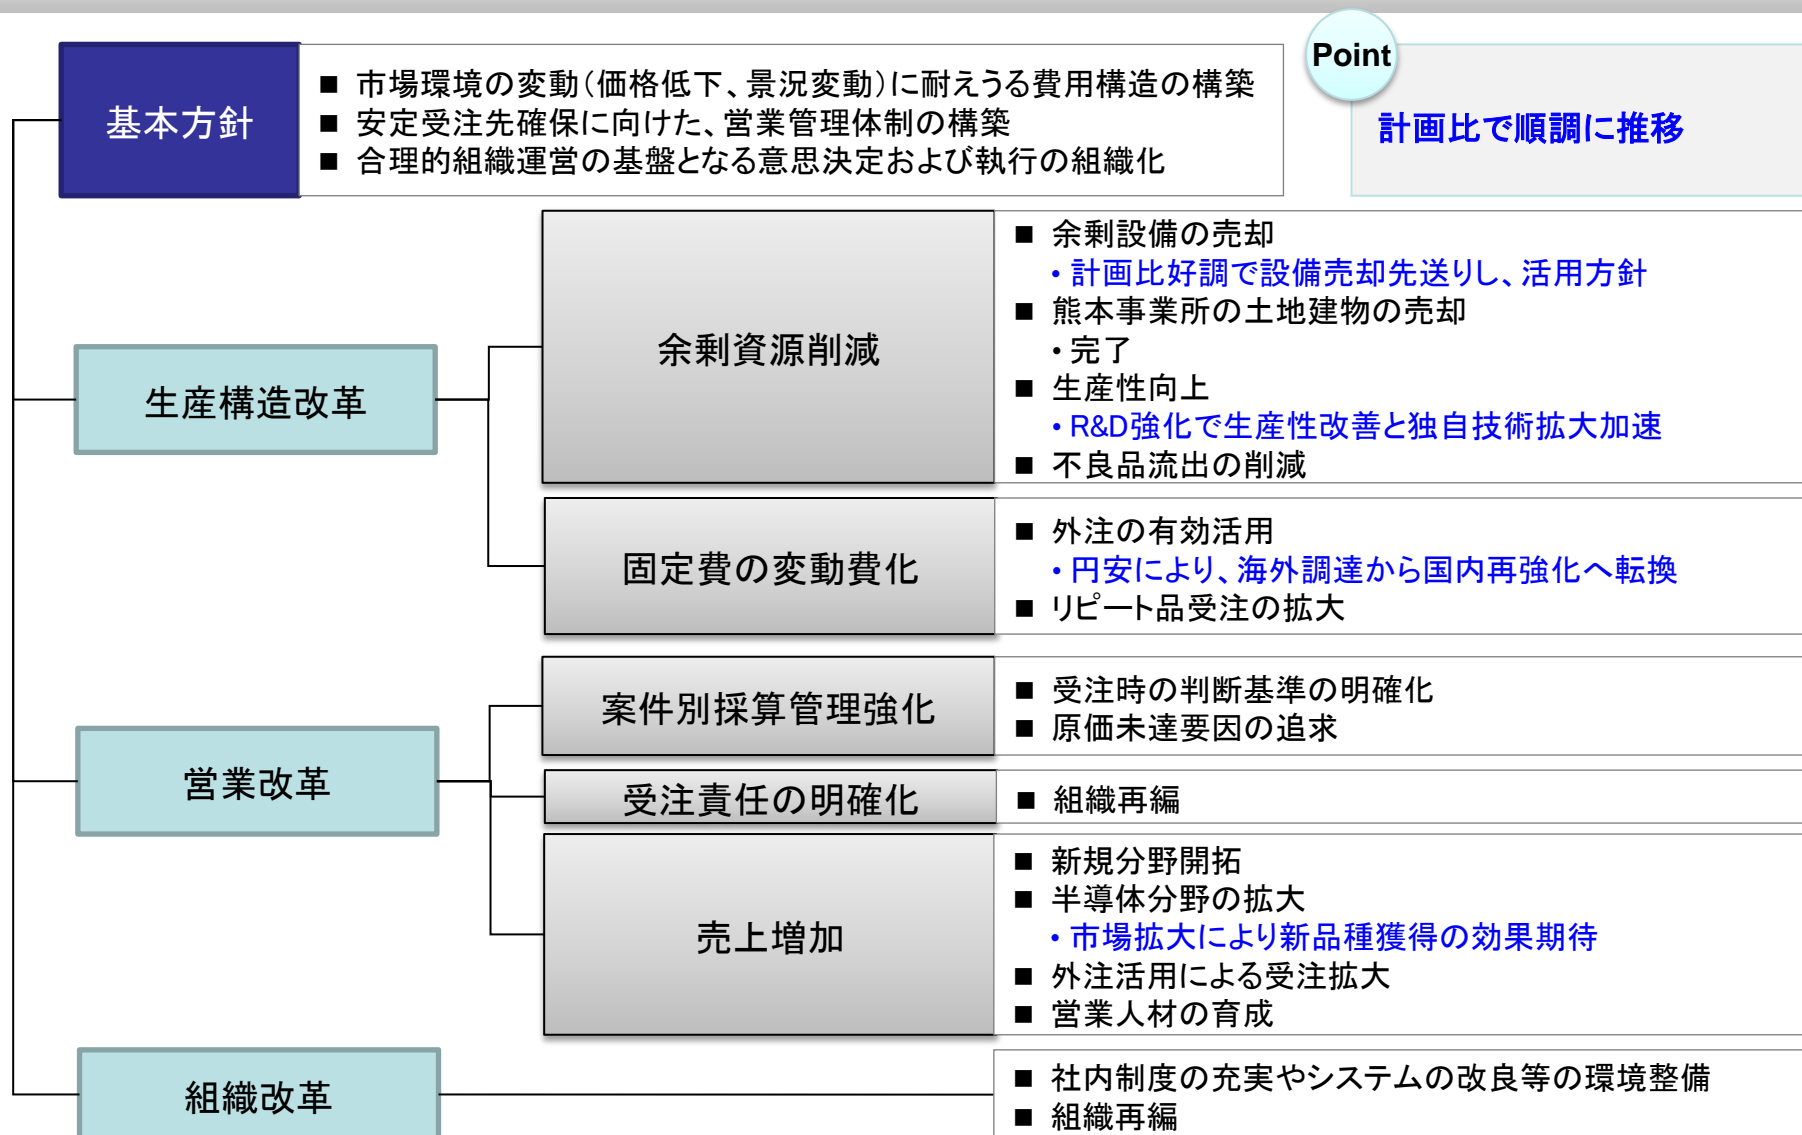 基本方針
■ 市場環境の変動（価格低下、景況変動）に耐えうる費用構造の構築
■ 安定受注先確保に向けた、営業管理体制の構築
■ 合理的組織運営の基盤となる意思決定および執行の組織化
Point
計画比で順調に推移
生産構造改革
余剰資源削減
■ 余剰設備の売却
・計画比好調で設備売却先送りし、活用方針
■ 熊本事業所の土地建物の売却
・完了
■ 生産性向上
・R&D強化で生産性改善と独自技術拡大加速
■ 不良品流出の削減
固定費の変動費化
■ 外注の有効活用
・円安により、海外調達から国内再強化へ転換
■ リピート品受注の拡大
営業改革
案件別採算管理強化
■ 受注時の判断基準の明確化
■ 原価未達要因の追求
受注責任の明確化
■ 組織再編
売上増加
■ 新規分野開拓
■ 半導体分野の拡大
・市場拡大により新品種獲得の効果期待
■ 外注活用による受注拡大
■ 営業人材の育成
組織改革
■ 社内制度の充実やシステムの改良等の環境整備
■ 組織再編